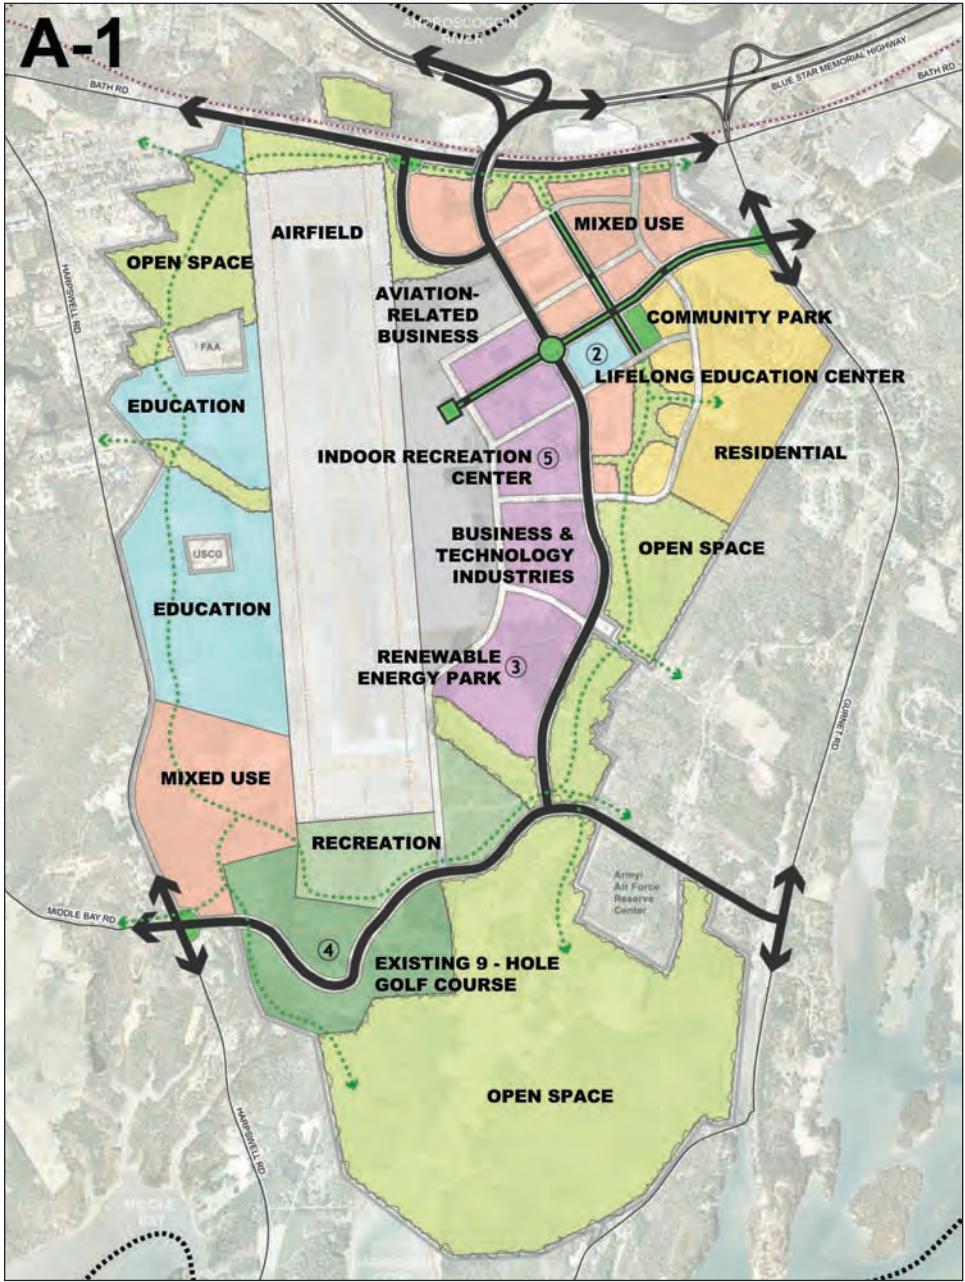 A-1
ANDROSCOGGIN
RIVER
BLUE STAR MEMORIAL HIGHWAY
BATH RD
BATH RD
MIXED USE
AIRFIELD
OPEN SPACE
HARPSWELL RD
AVIATION-
RELATED
BUSINESS
COMMUNITY PARK
FAA
2
LIFELONG EDUCATION CENTER
EDUCATION
INDOOR RECREATION 5
CENTER
RESIDENTIAL
BUSINESS &
TECHNOLOGY
INDUSTRIES
OPEN SPACE
USCG
EDUCATION
RENEWABLE
ENERGY PARK 3
GURNET RD
MIXED USE
RECREATION
Army/
Air Force
Reserve
Center
MIDDLE BAY RD
4
EXISTING 9 - HOLE
GOLF COURSE
OPEN SPACE
HARPSWELL RD
MIDDLE